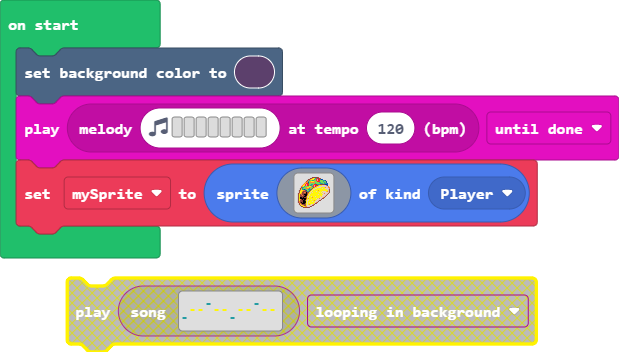 on start
set background color to
play melody at tempo 120 (bpm) until done
set mySprite to sprite of kind Player
play song looping in background